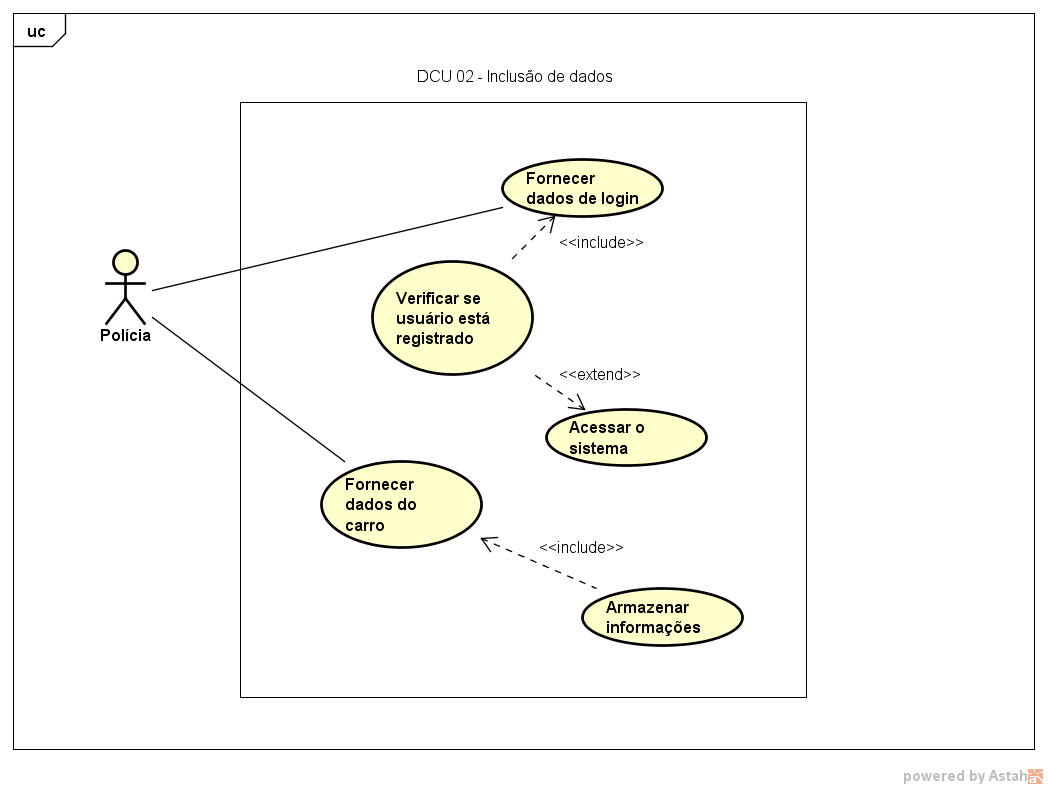 uc
DCU 02 - Inclusão de dados
Fornecer
dados de login
<<include>>
Verificar se
usuário está
registrado
Polícia
<<extend>>
Acessar o
sistema
Fornecer
dados do
carro
<<include>>
Armazenar
informações
powered by Astah